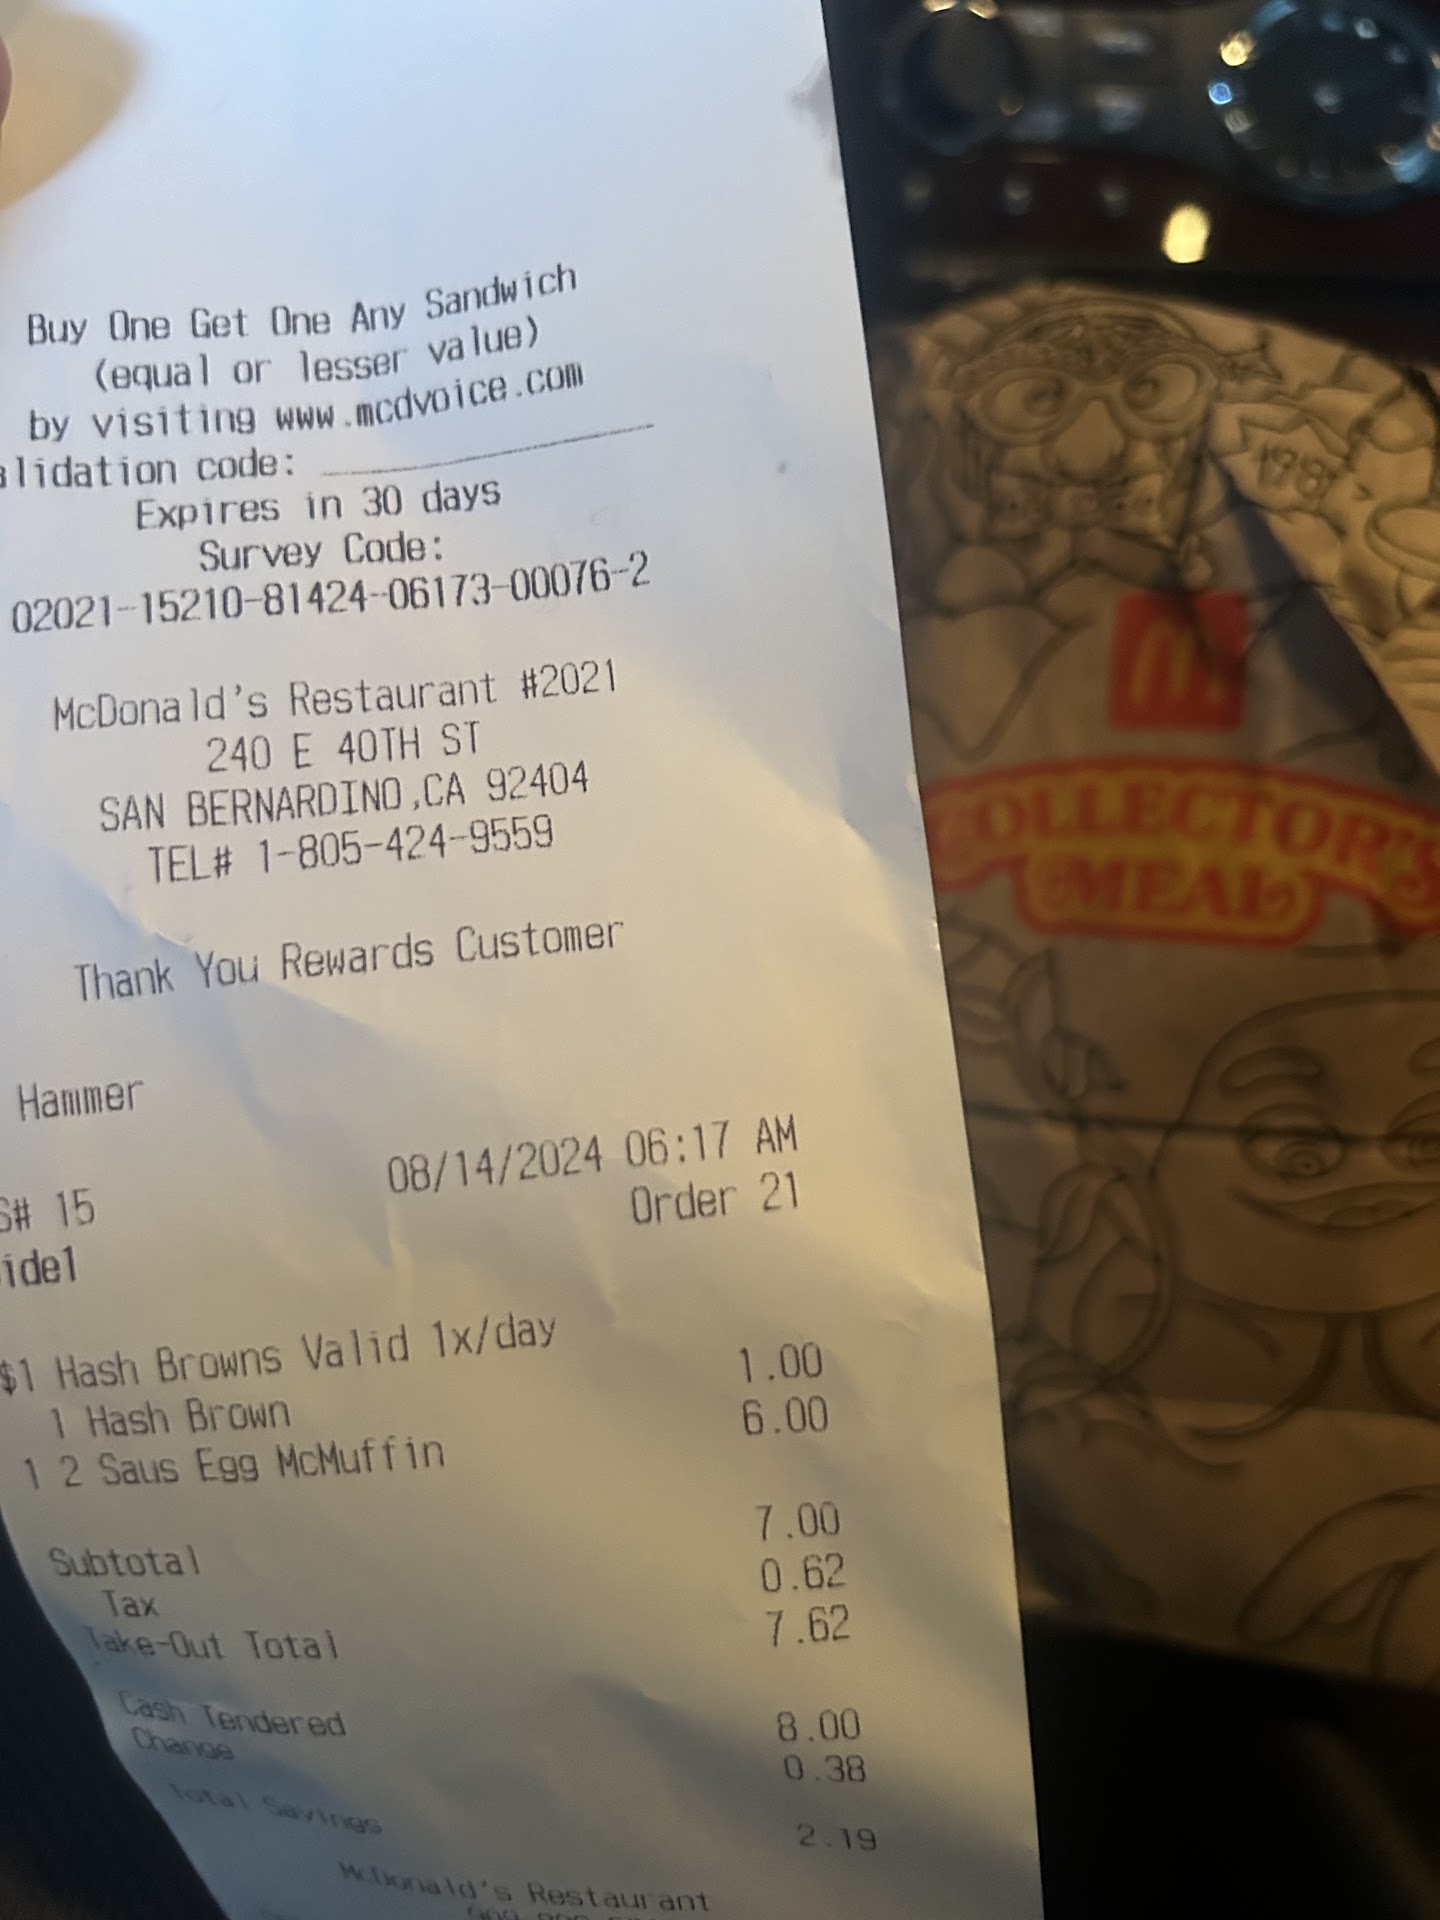 Buy One Get One Any Sandwich
(equal or lesser value)
by visiting www.mcdvoice.com
alidation code:
Expires in 30 days
Survey Code:
02021-15210-81424-06173-00076-2
McDonald's Restaurant #2021
240 E 40TH ST
SAN BERNARDINO,CA 92404
TEL# 1-805-424-9559
Thank You Rewards Customer
Hammer
08/14/2024 06:17 AM
S# 15
Order 21
ide1
$1 Hash Browns Valid 1x/day
1 Hash Brown 1.00
1 2 Saus Egg McMuffin 6.00
Subtotal 7.00
Tax 0.62
Take-Out Total 7.62
Cash Tendered 8.00
Change 0.38
Total Savings 2.19
McDonald's Restaurant
198
M
COLLECTOR'S
MEAL